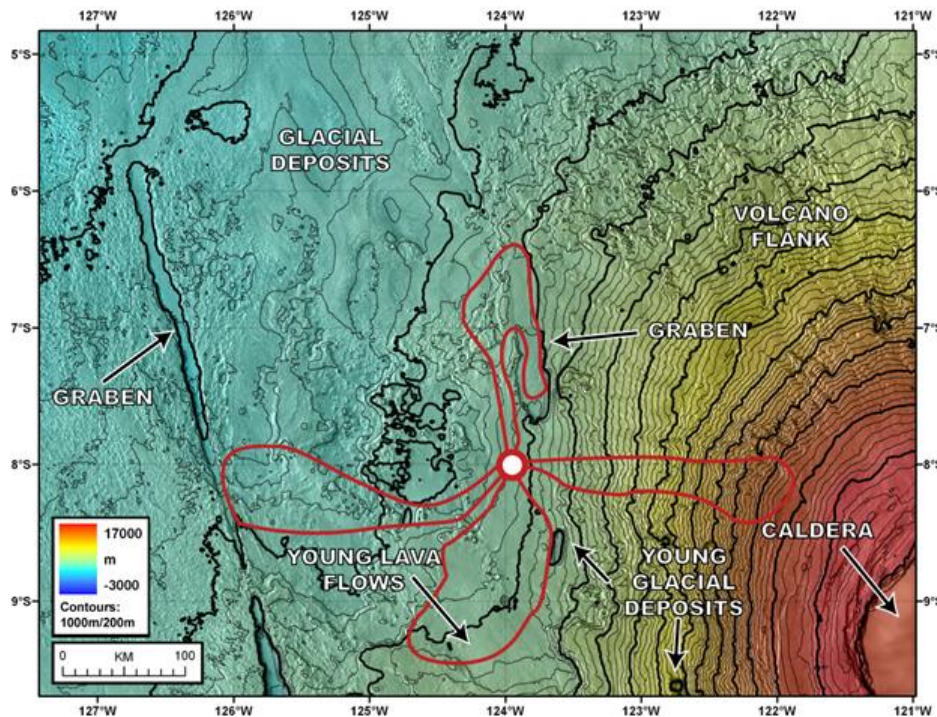 127°W 126°W 125°W 124°W 123°W 122°W 121°W
5°S 5°S
GLACIAL
DEPOSITS
6°S 6°S
VOLCANO
FLANK
7°S 7°S
GRABEN
GRABEN
8°S 8°S
17000
m
-3000
Contours:
1000m/200m
YOUNG LAVA
FLOWS
YOUNG
GLACIAL
DEPOSITS
CALDERA
9°S 9°S
KM
0 100
127°W 126°W 125°W 124°W 123°W 122°W 121°W